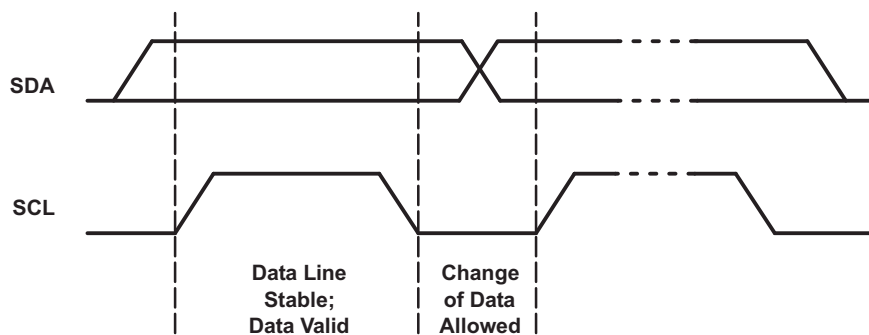 SDA
SCL
Data Line
Stable;
Data Valid
Change
of Data
Allowed